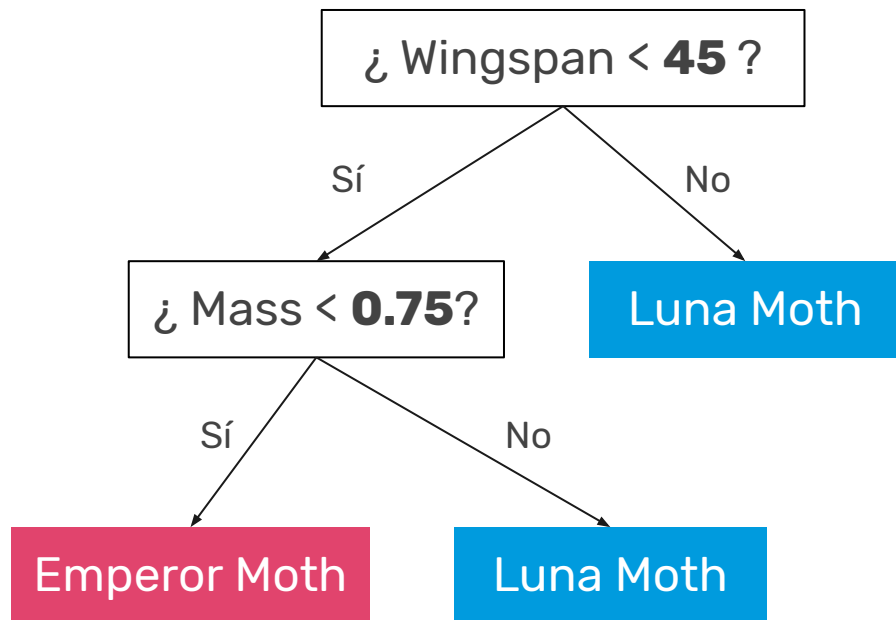 ¿ Wingspan < 45 ?
Sí
No
¿ Mass < 0.75?
Luna Moth
Sí
No
Emperor Moth
Luna Moth